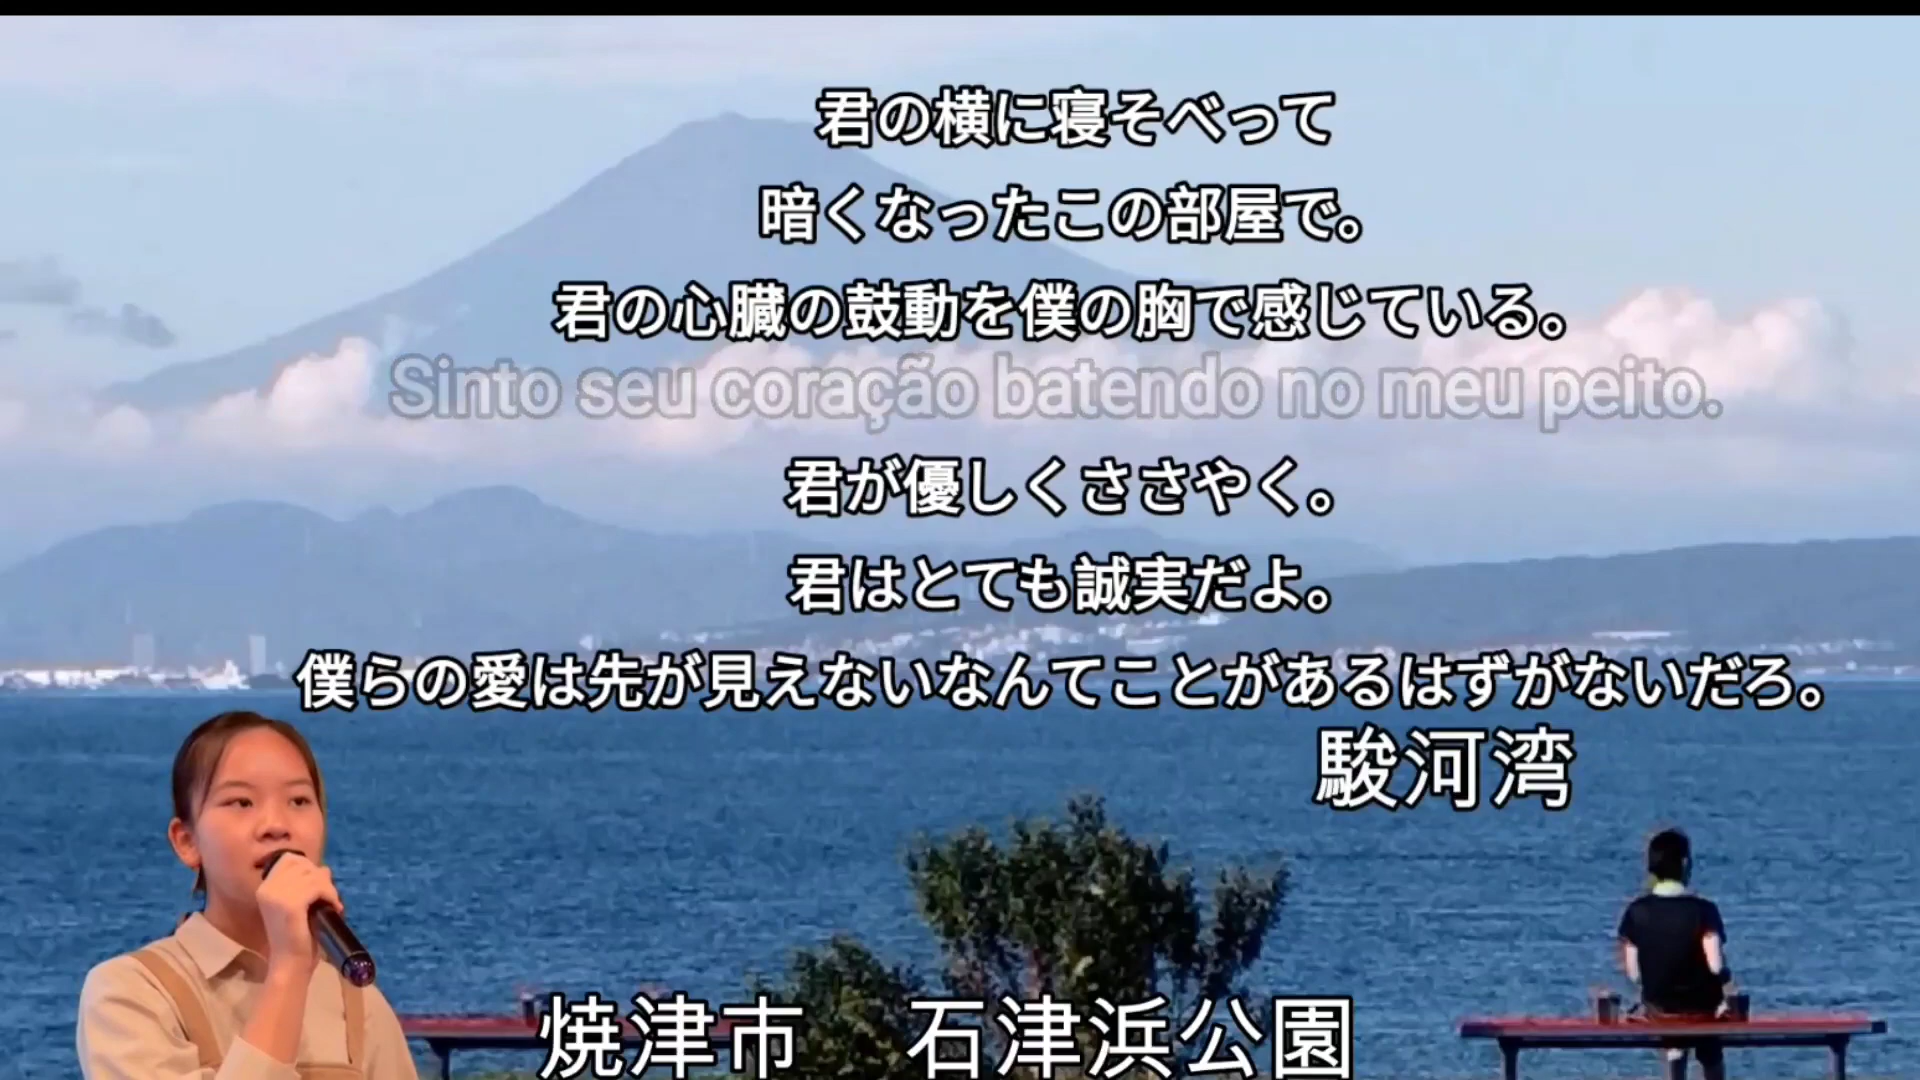 君の横に寝そべって
暗くなったこの部屋で。
君の心臓の鼓動を僕の胸で感じている。
Sinto seu coração batendo no meu peito.
君が優しくささやく。
君はとても誠実だよ。
僕らの愛は先が見えないなんてことがあるはずがないだろ。
駿河湾
焼津市　石津浜公園